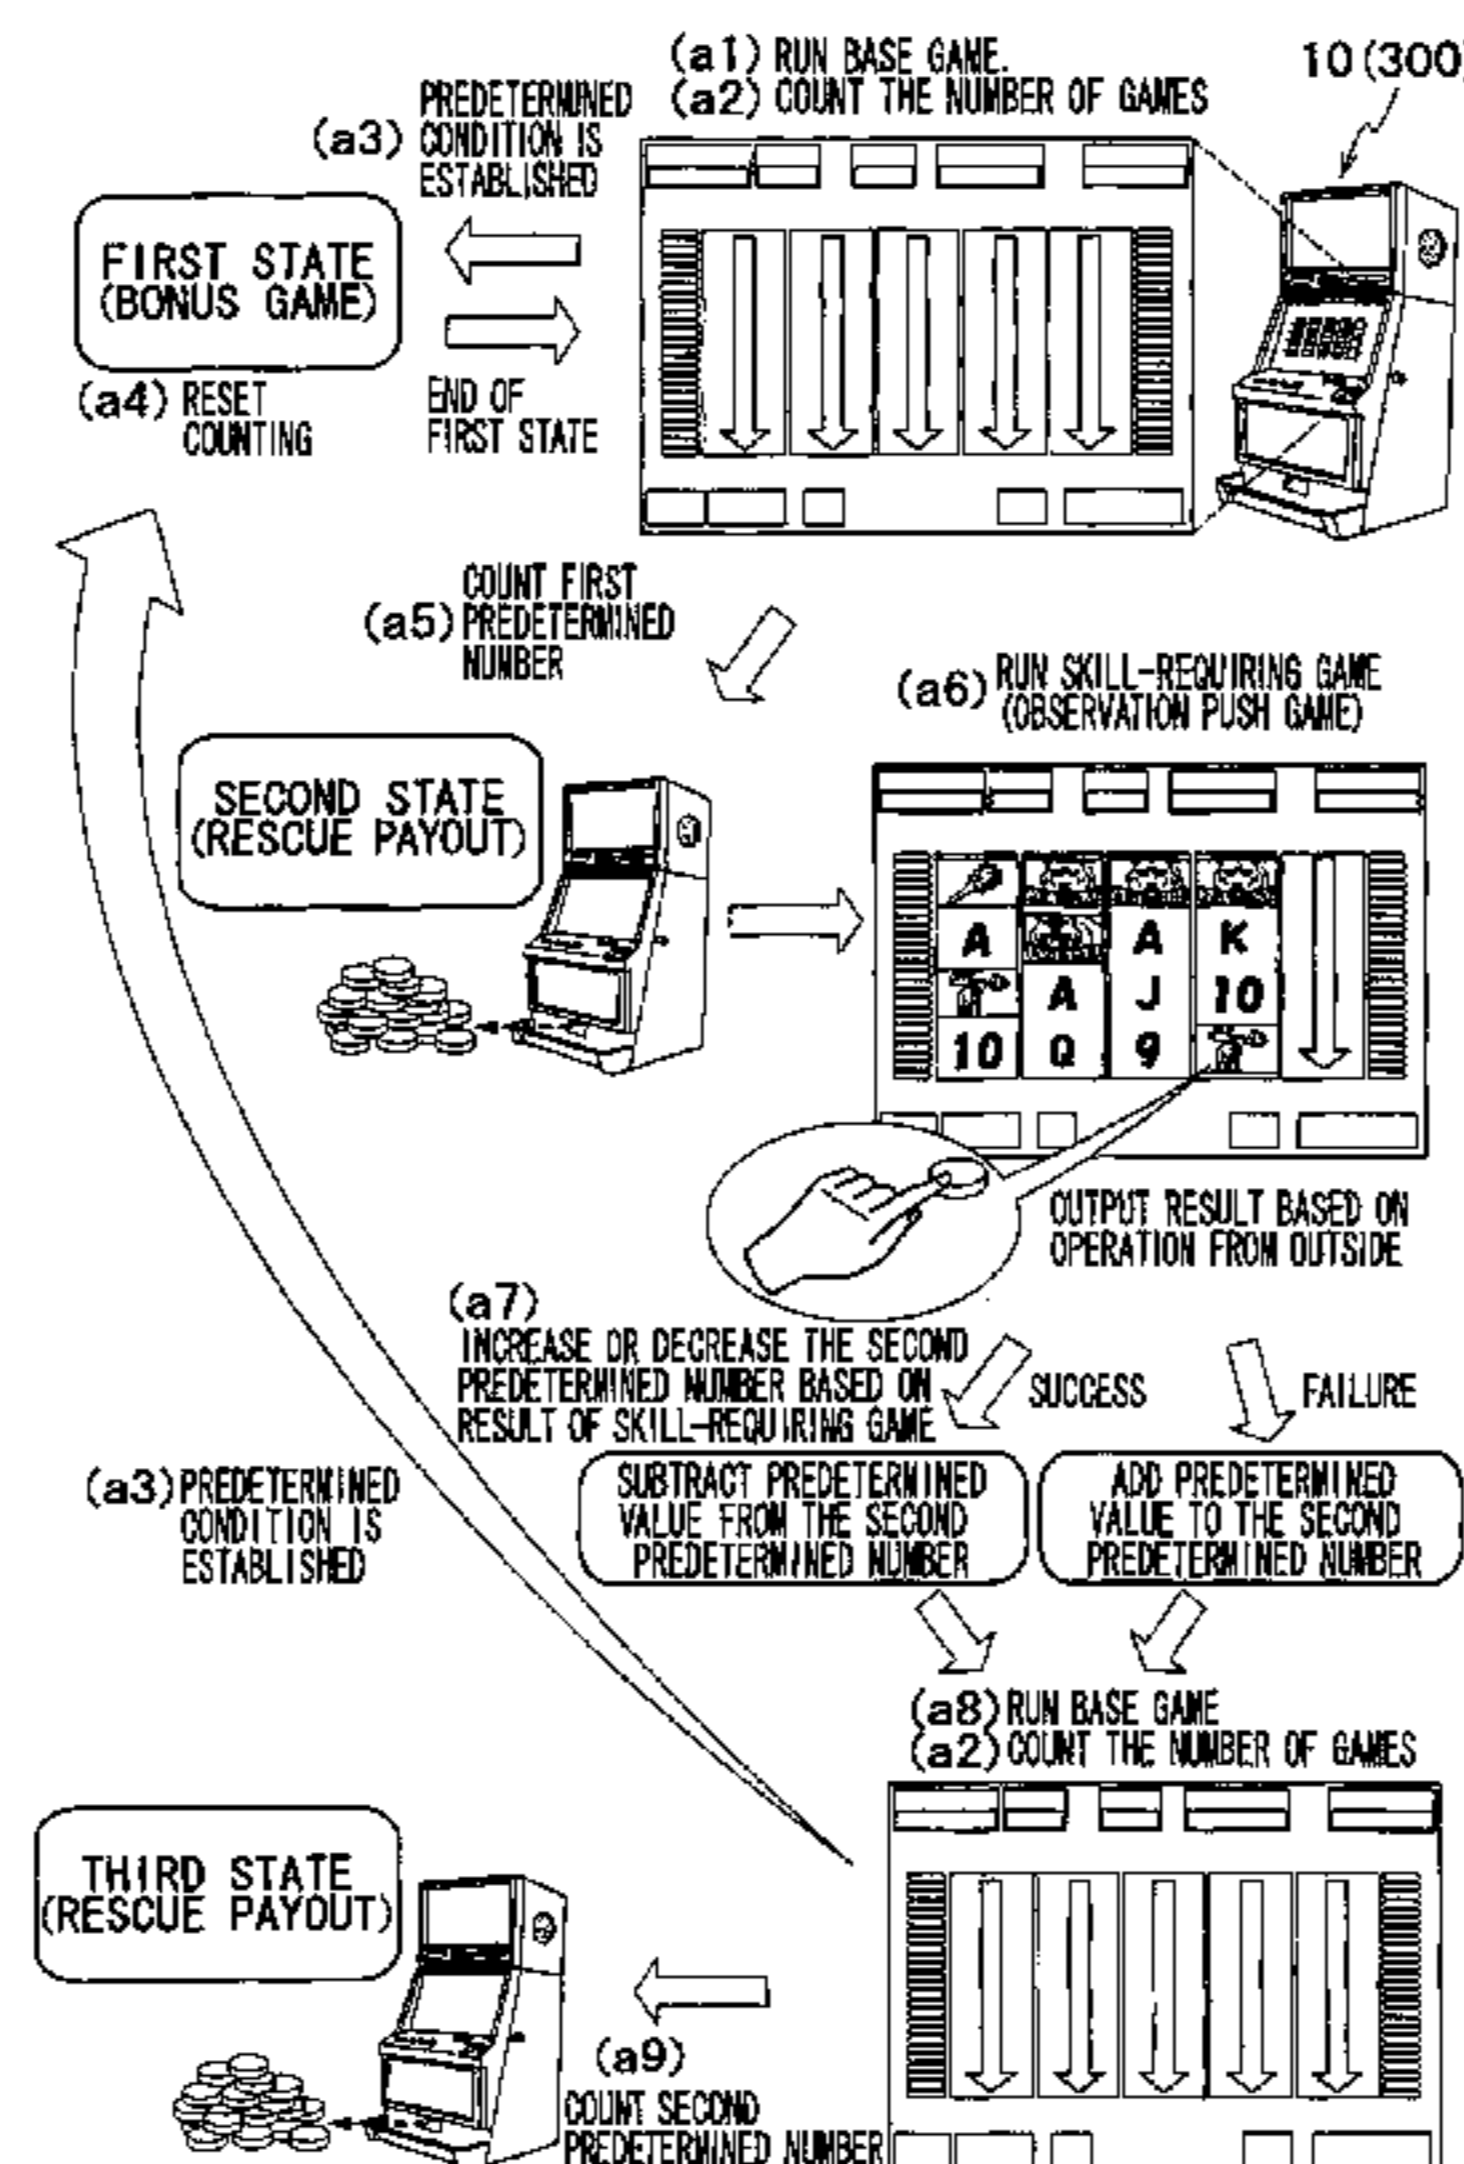 (a1) RUN BASE GAME.
(a2) COUNT THE NUMBER OF GAMES
10(300)
(a3) PREDETERMINED
CONDITION IS
ESTABLISHED
FIRST STATE
(BONUS GAME)
(a4) RESET
COUNTING
END OF
FIRST STATE
(a5) COUNT FIRST
PREDETERMINED
NUMBER
(a6) RUN SKILL-REQUIRING GAME
(OBSERVATION PUSH GAME)
SECOND STATE
(RESCUE PAYOUT)
A A K
A J 10
10 Q 9
OUTPUT RESULT BASED ON
OPERATION FROM OUTSIDE
(a7)
INCREASE OR DECREASE THE SECOND
PREDETERMINED NUMBER BASED ON
RESULT OF SKILL-REQUIRING GAME
SUCCESS
FAILURE
SUBTRACT PREDETERMINED
VALUE FROM THE SECOND
PREDETERMINED NUMBER
ADD PREDETERMINED
VALUE TO THE SECOND
PREDETERMINED NUMBER
(a3) PREDETERMINED
CONDITION IS
ESTABLISHED
(a8) RUN BASE GAME
(a2) COUNT THE NUMBER OF GAMES
THIRD STATE
(RESCUE PAYOUT)
(a9)
COUNT SECOND
PREDETERMINED NUMBER